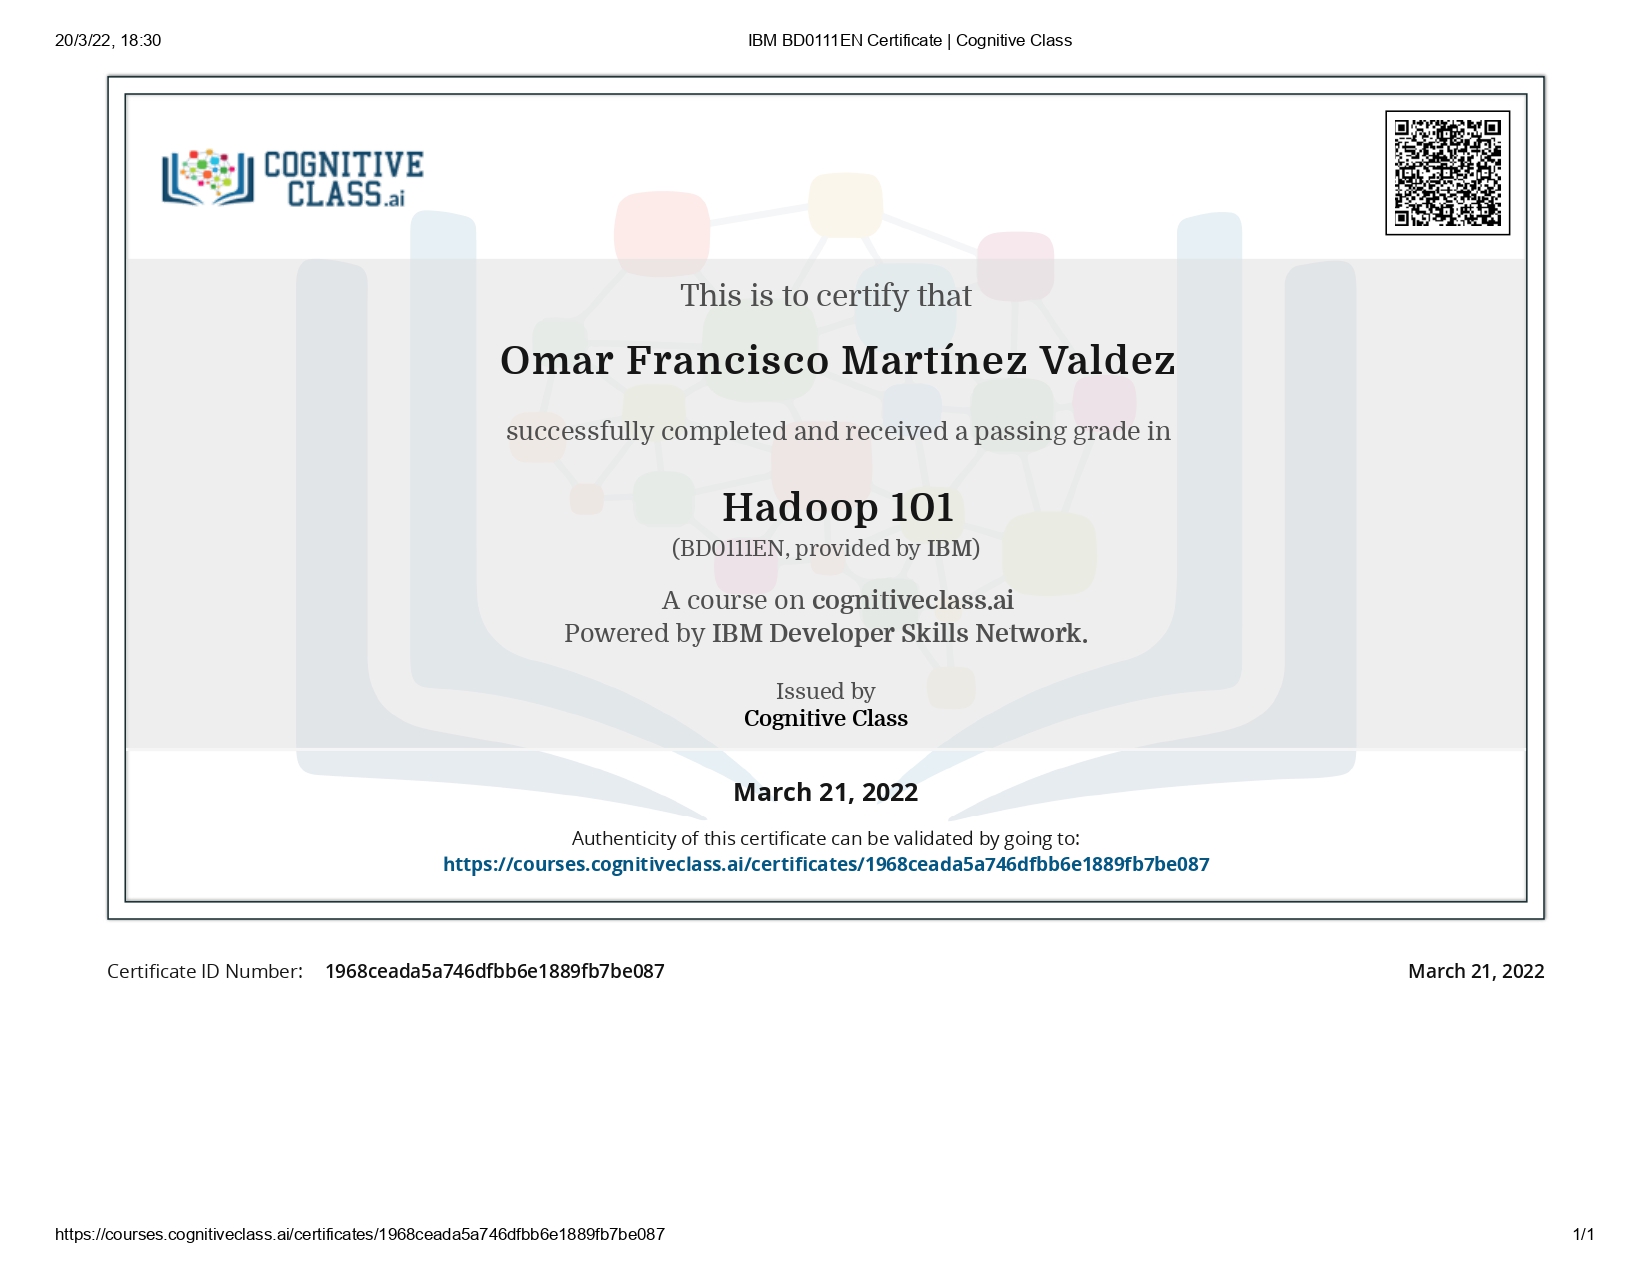 20/3/22, 18:30
IBM BD0111EN Certificate | Cognitive Class
COGNITIVE
CLASS.ai
This is to certify that
Omar Francisco Martínez Valdez
successfully completed and received a passing grade in
Hadoop 101
(BD0111EN, provided by IBM)
A course on cognitiveclass.ai
Powered by IBM Developer Skills Network.
Issued by
Cognitive Class
March 21, 2022
Authenticity of this certificate can be validated by going to:
https://courses.cognitiveclass.ai/certificates/1968ceada5a746dfbb6e1889fb7be087
Certificate ID Number: 1968ceada5a746dfbb6e1889fb7be087
March 21, 2022
https://courses.cognitiveclass.ai/certificates/1968ceada5a746dfbb6e1889fb7be087
1/1